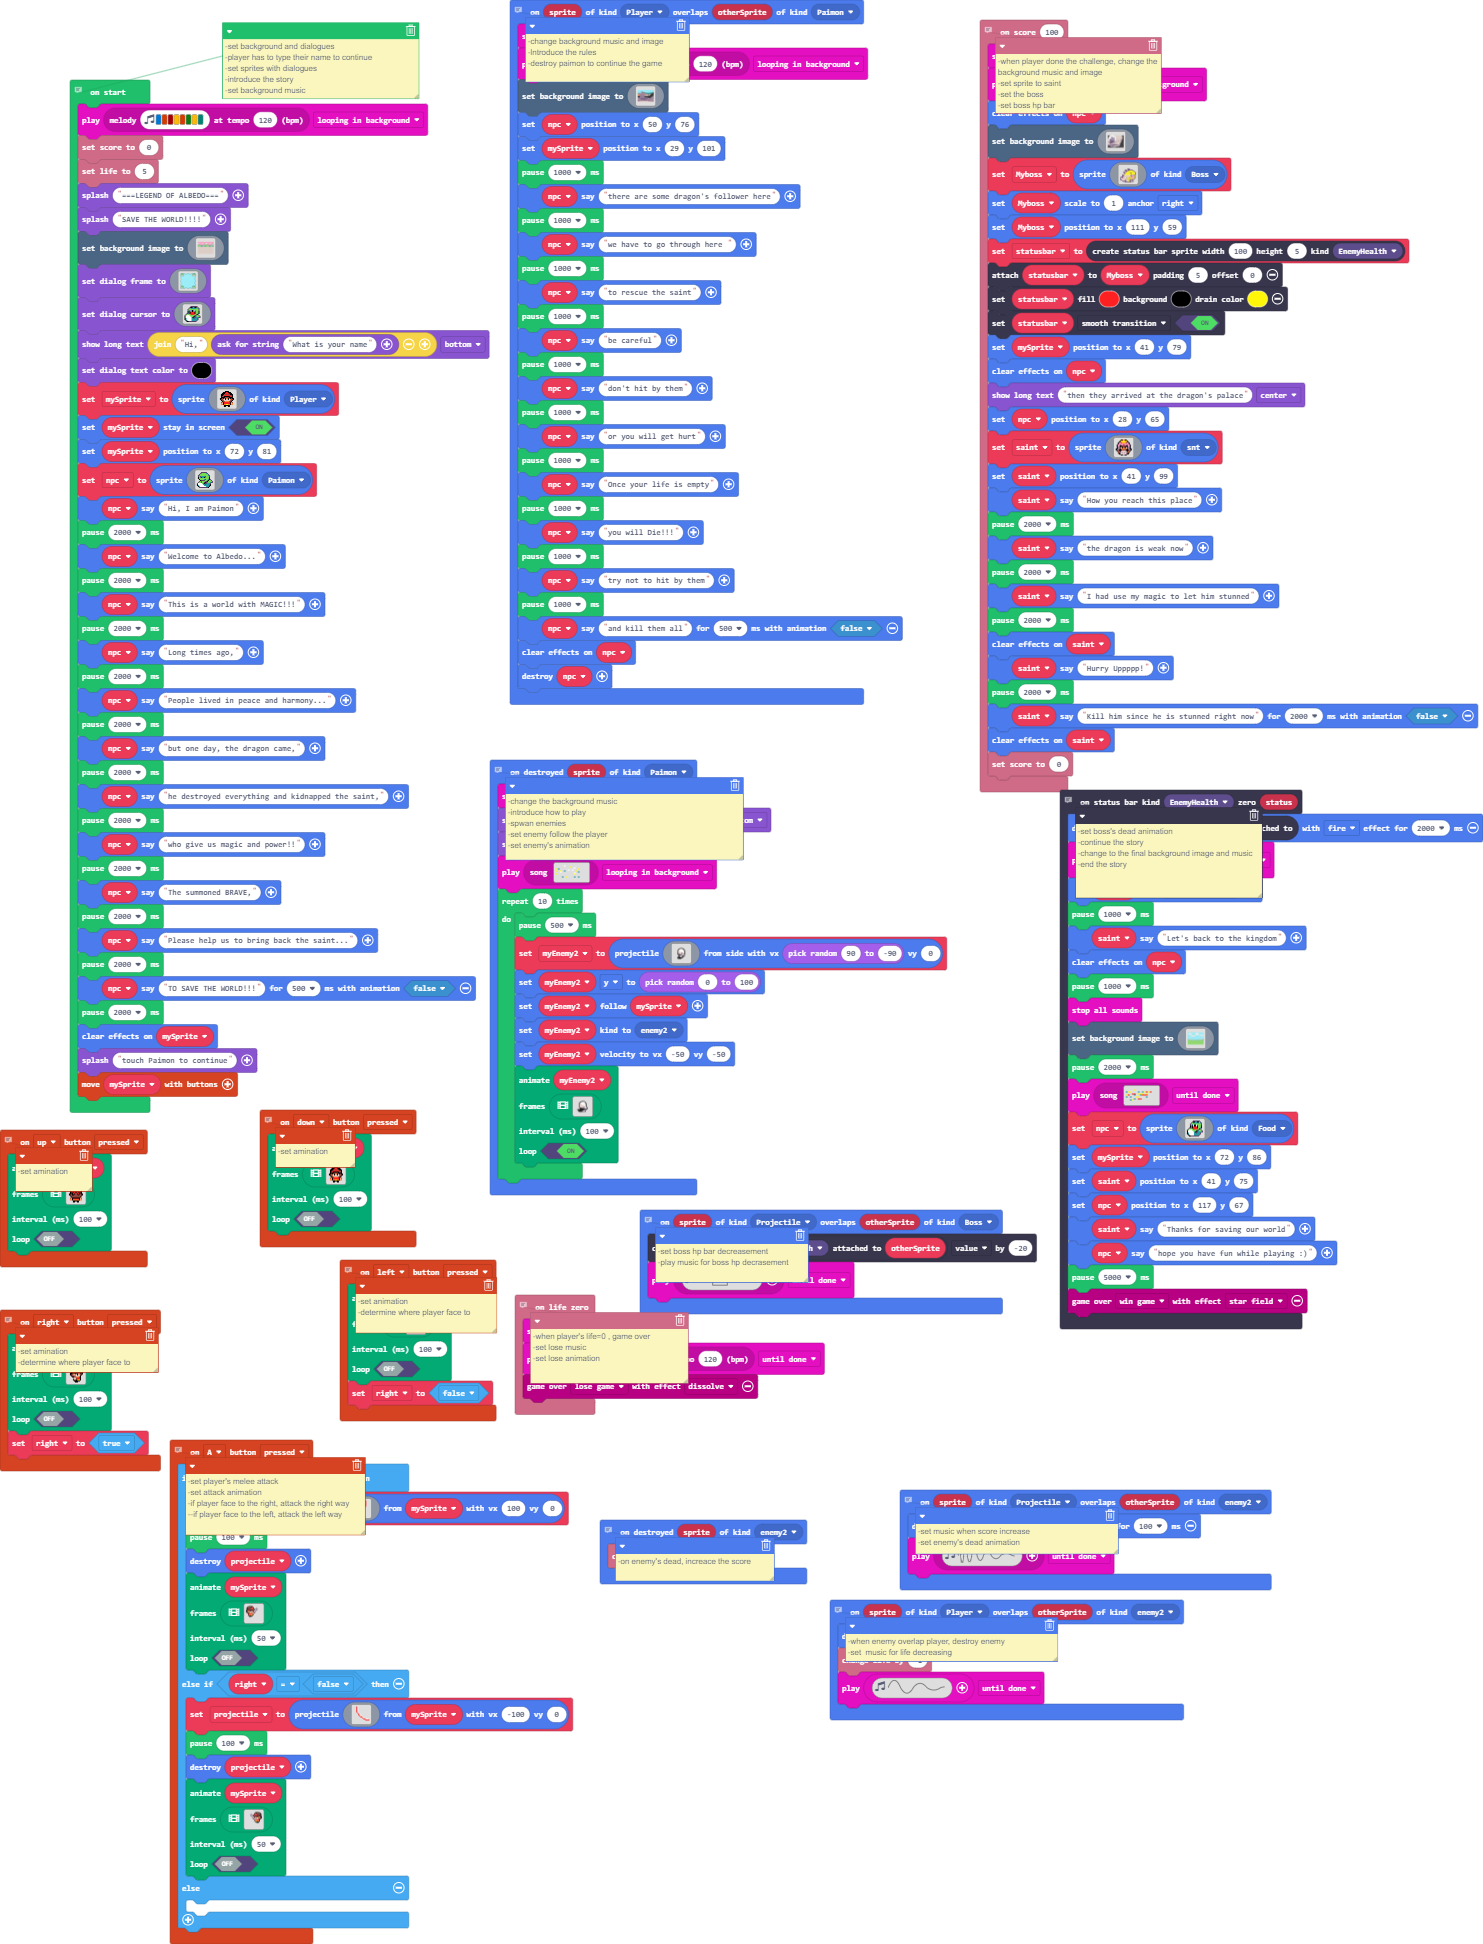 on start
-set background and dialogues
-player has to type their name to continue
-set sprites with dialogues
-introduce the story
-set background music
play melody at tempo 120 (bpm) looping in background
set score to 0
set life to 5
splash "===LEGEND OF ALBEDO==="
splash "SAVE THE WORLD!!!!"
set background image to
set dialog frame to
set dialog cursor to
show long text join "Hi," ask for string "What is your name" bottom
set dialog text color to
set mySprite to sprite of kind Player
set mySprite stay in screen ON
set mySprite position to x 72 y 81
set npc to sprite of kind Paimon
npc say "Hi, I am Paimon"
pause 2000 ms
npc say "Welcome to Albedo..."
pause 2000 ms
npc say "This is a world with MAGIC!!!"
pause 2000 ms
npc say "Long times ago,"
pause 2000 ms
npc say "People lived in peace and harmony..."
pause 2000 ms
npc say "but one day, the dragon came,"
pause 2000 ms
npc say "he destroyed everything and kidnapped the saint,"
pause 2000 ms
npc say "who give us magic and power!!"
pause 2000 ms
npc say "The summoned BRAVE,"
pause 2000 ms
npc say "Please help us to bring back the saint..."
pause 2000 ms
npc say "TO SAVE THE WORLD!!!" for 500 ms with animation false
pause 2000 ms
clear effects on mySprite
splash "touch Paimon to continue"
move mySprite with buttons
on sprite of kind Player overlaps otherSprite of kind Paimon
-change background music and image
-Introduce the rules
-destroy paimon to continue the game
120 (bpm) looping in background
set background image to
set npc position to x 50 y 76
set mySprite position to x 29 y 101
pause 1000 ms
npc say "there are some dragon's follower here"
pause 1000 ms
npc say "we have to go through here "
pause 1000 ms
npc say "to rescue the saint"
pause 1000 ms
npc say "be careful"
pause 1000 ms
npc say "don't hit by them"
pause 1000 ms
npc say "or you will get hurt"
pause 1000 ms
npc say "Once your life is empty"
pause 1000 ms
npc say "you will Die!!!"
pause 1000 ms
npc say "try not to hit by them"
pause 1000 ms
npc say "and kill them all" for 500 ms with animation false
clear effects on npc
destroy npc
on score 100
-when player done the challenge, change the
background music and image
-set sprite to saint
-set the boss
-set boss hp bar
clear effects on npc
set background image to
set Myboss to sprite of kind Boss
set Myboss scale to 1 anchor right
set Myboss position to x 111 y 59
set statusbar to create status bar sprite width 100 height 5 kind EnemyHealth
attach statusbar to Myboss padding 5 offset 0
set statusbar fill background drain color
set statusbar smooth transition ON
set mySprite position to x 41 y 79
clear effects on npc
show long text "then they arrived at the dragon's palace" center
set npc position to x 28 y 65
set saint to sprite of kind snt
set saint position to x 41 y 99
saint say "How you reach this place"
pause 2000 ms
saint say "the dragon is weak now"
pause 2000 ms
saint say "I had use my magic to let him stunned"
pause 2000 ms
clear effects on saint
saint say "Hurry Uppppp!"
pause 2000 ms
saint say "Kill him since he is stunned right now" for 2000 ms with animation false
clear effects on saint
set score to 0
on destroyed sprite of kind Paimon
-change the background music
-introduce how to play
-spwan enemies
-set enemy follow the player
-set enemy's animation
play song looping in background
repeat 10 times
do
pause 500 ms
set myEnemy2 to projectile from side with vx pick random 90 to -90 vy 0
set myEnemy2 y to pick random 0 to 100
set myEnemy2 follow mySprite
set myEnemy2 kind to enemy2
set myEnemy2 velocity to vx -50 vy -50
animate myEnemy2
frames
interval (ms) 100
loop ON
on status bar kind EnemyHealth zero status
-set boss's dead animation
-continue the story
-change to the final background image and music
-end the story
with fire effect for 2000 ms
pause 1000 ms
saint say "Let's back to the kingdom"
clear effects on npc
pause 1000 ms
stop all sounds
set background image to
pause 2000 ms
play song until done
set npc to sprite of kind Food
set mySprite position to x 72 y 86
set saint position to x 41 y 75
set npc position to x 117 y 67
saint say "Thanks for saving our world"
npc say "hope you have fun while playing :)"
pause 5000 ms
game over win game with effect star field
on up button pressed
-set amination
frames
interval (ms) 100
loop OFF
on down button pressed
-set amination
frames
interval (ms) 100
loop OFF
on left button pressed
-set animation
-determine where player face to
interval (ms) 100
loop OFF
set right to false
on right button pressed
-set amination
-determine where player face to
frames
interval (ms) 100
loop OFF
set right to true
on sprite of kind Projectile overlaps otherSprite of kind Boss
-set boss hp bar decreasement
-play music for boss hp decrasement
attached to otherSprite value by -20
until done
on life zero
-when player's life=0 , game over
-set lose music
-set lose animation
120 (bpm) until done
game over lose game with effect dissolve
on A button pressed
-set player's melee attack
-set attack animation
-if player face to the right, attack the right way
--if player face to the left, attack the left way
from mySprite with vx 100 vy 0
pause 100 ms
destroy projectile
animate mySprite
frames
interval (ms) 50
loop OFF
else if right = false then
set projectile to projectile from mySprite with vx -100 vy 0
pause 100 ms
destroy projectile
animate mySprite
frames
interval (ms) 50
loop OFF
else
on destroyed sprite of kind enemy2
-on enemy's dead, increace the score
on sprite of kind Projectile overlaps otherSprite of kind enemy2
-set music when score increase
-set enemy's dead animation
for 100 ms
play until done
on sprite of kind Player overlaps otherSprite of kind enemy2
-when enemy overlap player, destroy enemy
-set  music for life decreasing
play until done